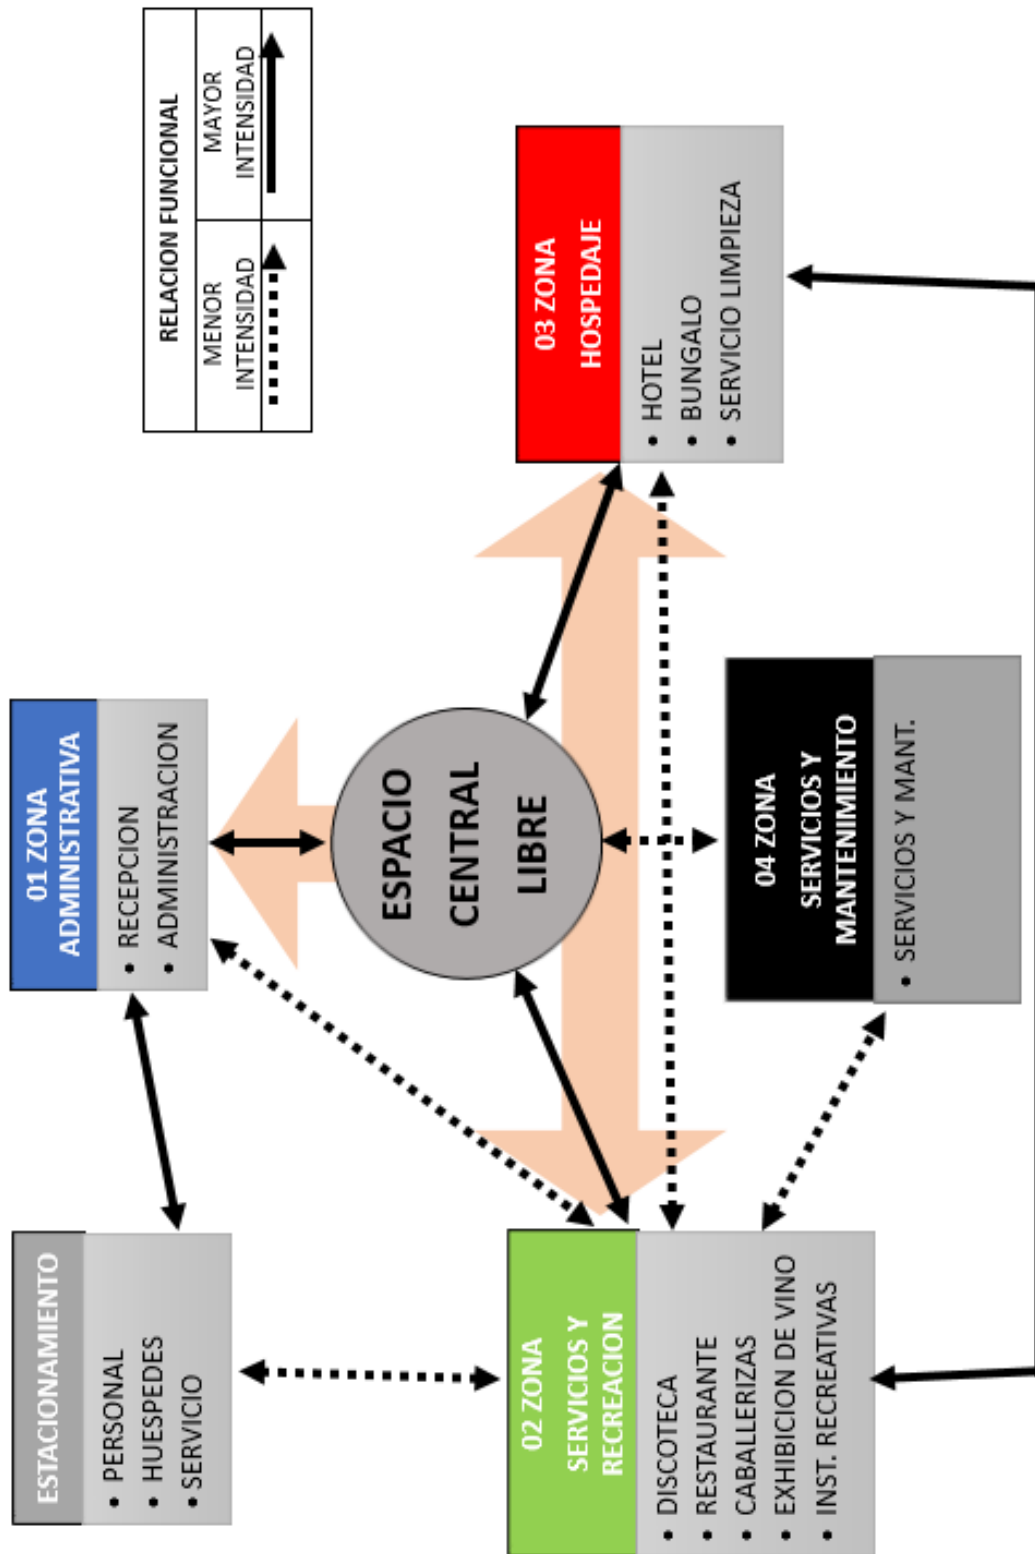 ESTACIONAMIENTO
• PERSONAL
• HUESPEDES
• SERVICIO
01 ZONA
ADMINISTRATIVA
• RECEPCION
• ADMINISTRACION
RELACION FUNCIONAL
MENOR
INTENSIDAD
MAYOR
INTENSIDAD
ESPACIO
CENTRAL
LIBRE
02 ZONA
SERVICIOS Y
RECREACION
• DISCOTECA
• RESTAURANTE
• CABALLERIZAS
• EXHIBICION DE VINO
• INST. RECREATIVAS
04 ZONA
SERVICIOS Y
MANTENIMIENTO
• SERVICIOS Y MANT.
03 ZONA
HOSPEDAJE
• HOTEL
• BUNGALO
• SERVICIO LIMPIEZA